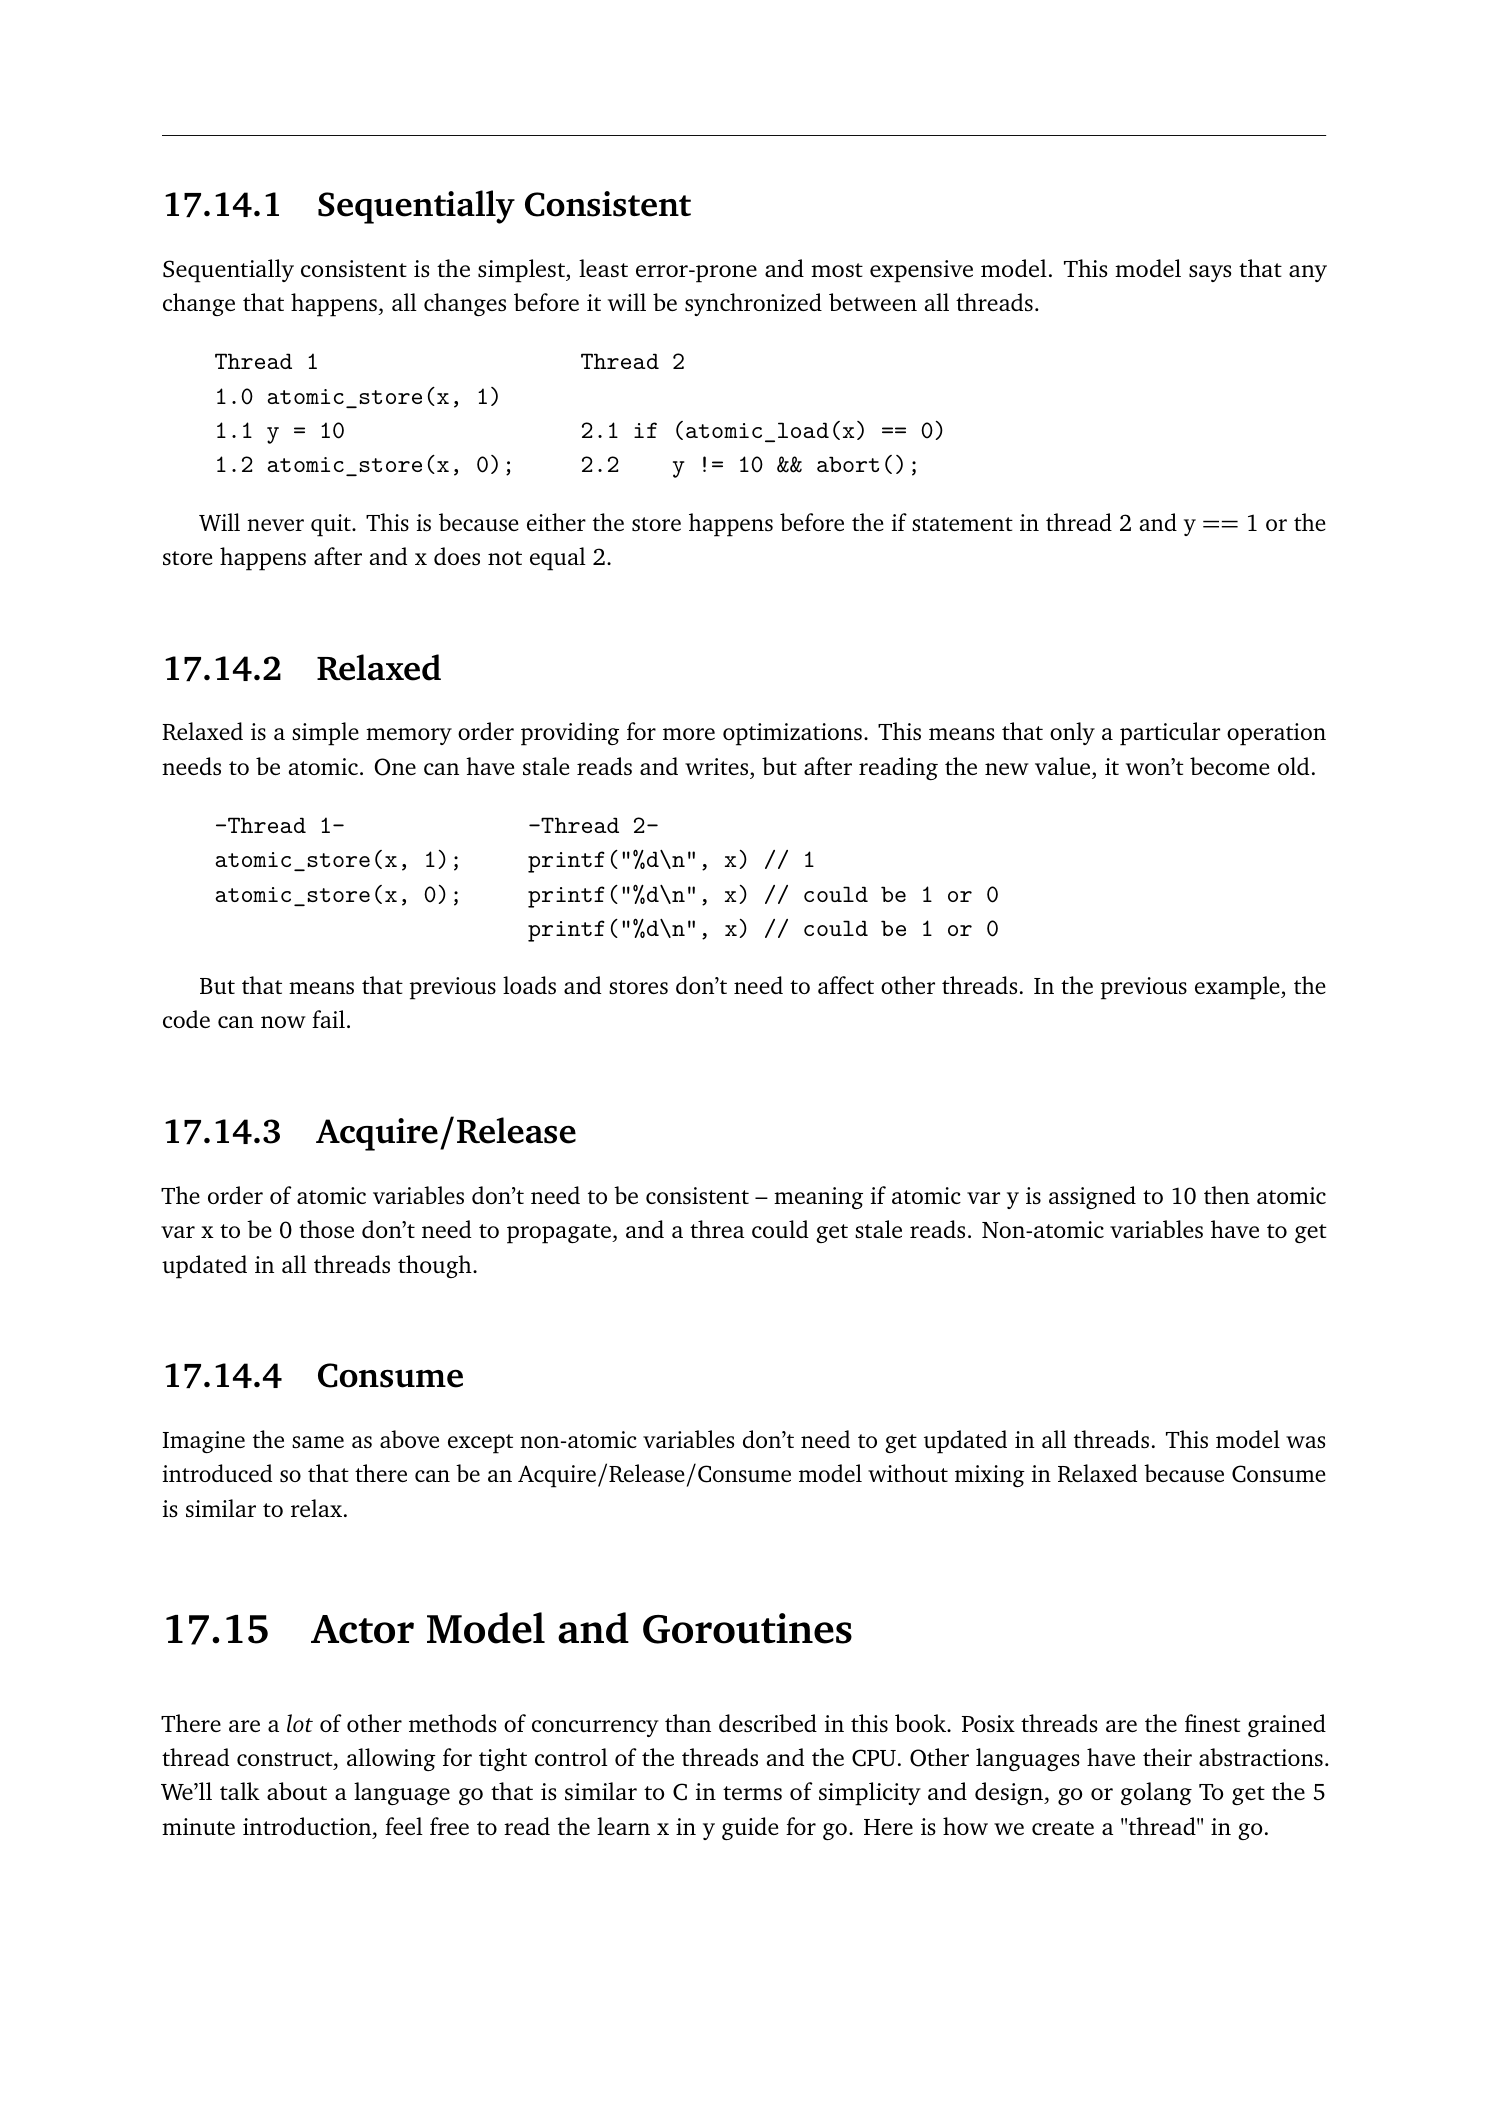 17.14.1 Sequentially Consistent
Sequentially consistent is the simplest, least error-prone and most expensive model. This model says that any
change that happens, all changes before it will be synchronized between all threads.
Thread 1 Thread 2
1.0 atomic_store(x, 1)
1.1 y = 10 2.1 if (atomic_load(x) == 0)
1.2 atomic_store(x, 0); 2.2 y != 10 && abort();
Will never quit. This is because either the store happens before the if statement in thread 2 and y == 1 or the
store happens after and x does not equal 2.
17.14.2 Relaxed
Relaxed is a simple memory order providing for more optimizations. This means that only a particular operation
needs to be atomic. One can have stale reads and writes, but after reading the new value, it won't become old.
-Thread 1- -Thread 2-
atomic_store(x, 1); printf("%d\n", x) // 1
atomic_store(x, 0); printf("%d\n", x) // could be 1 or 0
printf("%d\n", x) // could be 1 or 0
But that means that previous loads and stores don't need to affect other threads. In the previous example, the
code can now fail.
17.14.3 Acquire/Release
The order of atomic variables don't need to be consistent – meaning if atomic var y is assigned to 10 then atomic
var x to be 0 those don't need to propagate, and a threa could get stale reads. Non-atomic variables have to get
updated in all threads though.
17.14.4 Consume
Imagine the same as above except non-atomic variables don't need to get updated in all threads. This model was
introduced so that there can be an Acquire/Release/Consume model without mixing in Relaxed because Consume
is similar to relax.
17.15 Actor Model and Goroutines
There are a lot of other methods of concurrency than described in this book. Posix threads are the finest grained
thread construct, allowing for tight control of the threads and the CPU. Other languages have their abstractions.
We'll talk about a language go that is similar to C in terms of simplicity and design, go or golang To get the 5
minute introduction, feel free to read the learn x in y guide for go. Here is how we create a "thread" in go.